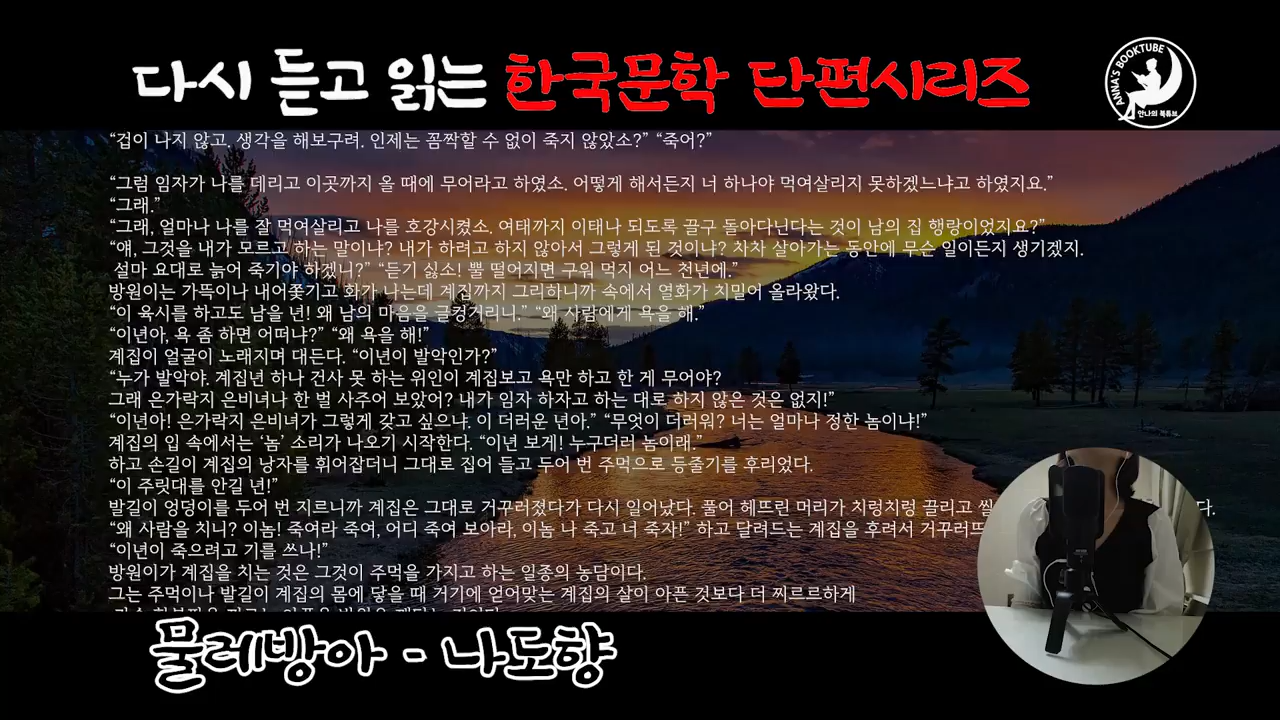 다시 듣고 읽는 한국문학 단편시리즈
ANNA'S BOOKTUBE
안나의 북튜브
“겁이 나지 않고. 생각을 해보구려. 인제는 꼼짝할 수 없이 죽지 않았소?” “죽어?”
“그럼 임자가 나를 데리고 이곳까지 올 때에 무어라고 하였소. 어떻게 해서든지 너 하나야 먹여살리지 못하겠느냐고 하였지요.”
“그래.”
“그래, 얼마나 나를 잘 먹여살리고 나를 호강시켰소. 여태까지 이태나 되도록 끌구 돌아다닌다는 것이 남의 집 행랑이었지요?”
“얘, 그것을 내가 모르고 하는 말이냐? 내가 하려고 하지 않아서 그렇게 된 것이냐? 차차 살아가는 동안에 무슨 일이든지 생기겠지.
설마 요대로 늙어 죽기야 하겠니?” “듣기 싫소! 뿔 떨어지면 구워 먹지 어느 천년에.”
방원이는 가뜩이나 내어쫓기고 화가 나는데 계집까지 그리하니까 속에서 열화가 치밀어 올라왔다.
“이 육시를 하고도 남을 년! 왜 남의 마음을 글컹거리니.” “왜 사람에게 욕을 해.”
“이년아, 욕 좀 하면 어떠냐?” “왜 욕을 해!”
계집이 얼굴이 노래지며 대든다. “이년이 발악인가?”
“누가 발악야. 계집년 하나 건사 못 하는 위인이 계집보고 욕만 하고 한 게 무어야?
그래 은가락지 은비녀나 한 벌 사주어 보았어? 내가 임자 하자고 하는 대로 하지 않은 것은 없지!”
“이년아! 은가락지 은비녀가 그렇게 갖고 싶으냐. 이 더러운 년아.” “무엇이 더러워? 너는 얼마나 정한 놈이냐!”
계집의 입 속에서는 ‘놈’ 소리가 나오기 시작한다. “이년 보게! 누구더러 놈이래.”
하고 손길이 계집의 낭자를 휘어잡더니 그대로 집어 들고 두어 번 주먹으로 등줄기를 후리었다.
“이 주릿대를 안길 년!”
발길이 엉덩이를 두어 번 지르니까 계집은 그대로 거꾸러졌다가 다시 일어났다. 풀어 헤뜨린 머리가 치렁치렁 끌리고 다.
“왜 사람을 치니? 이놈! 죽여라 죽여, 어디 죽여 보아라, 이놈 나 죽고 너 죽자!” 하고 달려드는 계집을 후려서 거꾸러뜨
“이년이 죽으려고 기를 쓰나!”
방원이가 계집을 치는 것은 그것이 주먹을 가지고 하는 일종의 농담이다.
그는 주먹이나 발길이 계집의 몸에 닿을 때 거기에 얻어맞는 계집의 살이 아픈 것보다 더 찌르르하게
물레방아 - 나도향